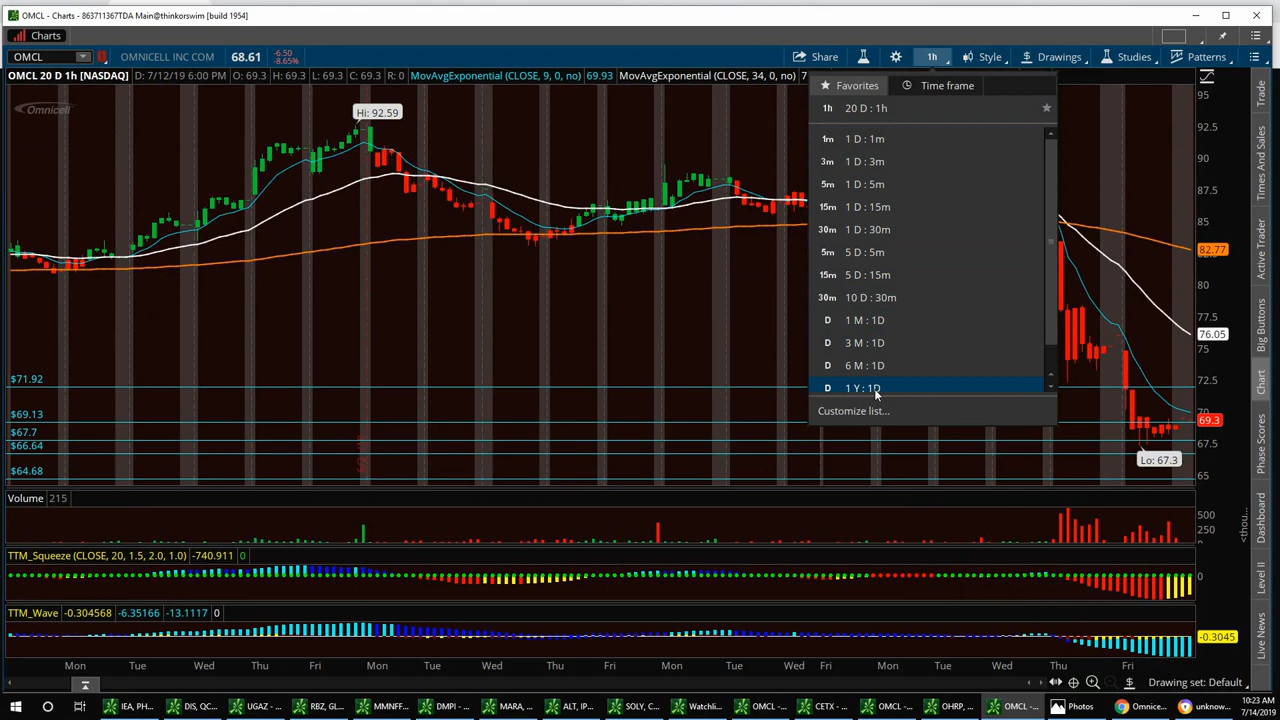 OMCL - Charts - 863711367TDA Main@thinkorswim [build 1954]
Charts
OMCL OMNICELL INC COM 68.61 -6.50 -8.65% Share 1h Style Drawings Studies Patterns
OMCL 20 D 1h [NASDAQ] D: 7/12/19 6:00 PM O: 69.3 H: 69.3 L: 69.3 C: 69.3 R: 0 MovAvgExponential (CLOSE, 9, 0, no) 69.93 MovAvgExponential (CLOSE, 34, 0, no) 7
Omnicell
Hi: 92.59
Favorites Time frame
1h 20 D : 1h
1m 1 D : 1m
3m 1 D : 3m
5m 1 D : 5m
15m 1 D : 15m
30m 1 D : 30m
5m 5 D : 5m
15m 5 D : 15m
30m 10 D : 30m
D 1 M : 1D
D 3 M : 1D
D 6 M : 1D
D 1 Y : 1D
Customize list...
95
92.5
90
87.5
85
82.77
80
77.5
76.05
75
72.5
70
69.3
67.5
65
$71.92
$69.13
$67.7
$66.64
$64.68
Lo: 67.3
Volume 215
500
250
0
<thou...
TTM_Squeeze (CLOSE, 20, 1.5, 2.0, 1.0) -740.911 0
0
TTM_Wave -0.304568 -6.35166 -13.1117 0
-0.3045
Mon Tue Wed Thu Fri Mon Tue Wed Thu Fri Mon Tue Wed Fri Mon Tue Wed Thu Fri
Drawing set: Default
Trade
Times And Sales
Active Trader
Big Buttons
Chart
Phase Scores
Dashboard
Level II
Live News
IEA, PH... DIS, QC... UGAZ -... RBZ, GL... MMNFF... DMPI -... MARA, ... ALT, IP... SOLY, C... Watchli... OMCL -... CETX -... OMCL -... OHRP, ... OMCL -... Photos Omnice... unknow...
10:23 AM
7/14/2019